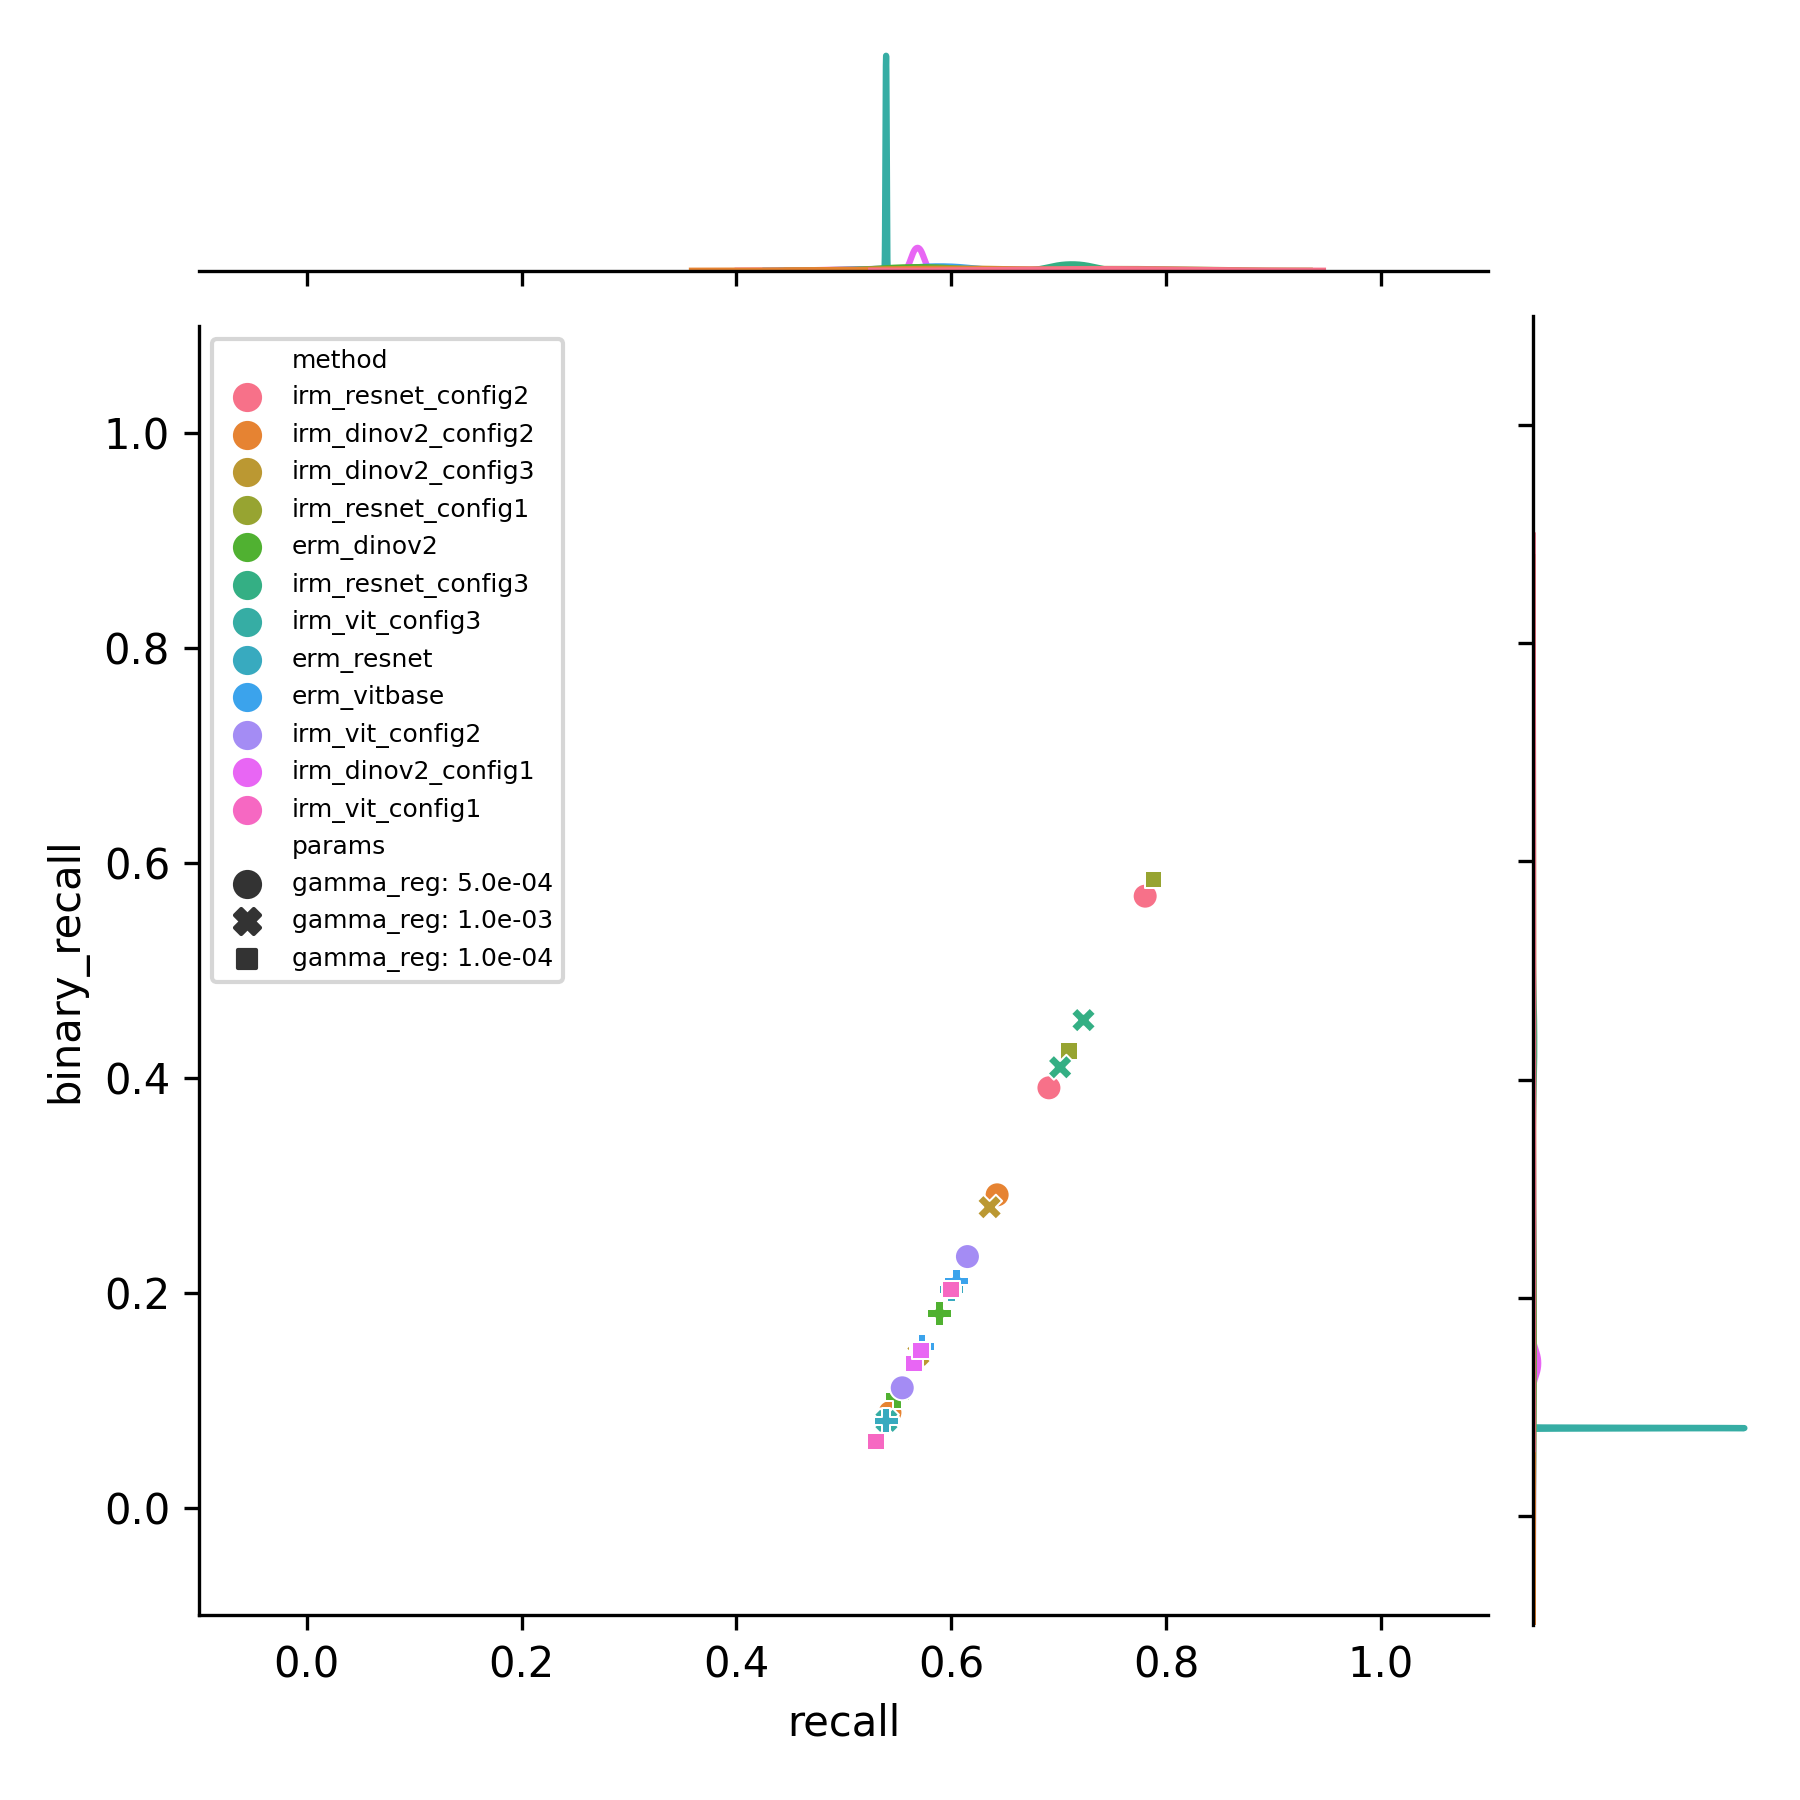 method
irm_resnet_config2
irm_dinov2_config2
irm_dinov2_config3
irm_resnet_config1
erm_dinov2
irm_resnet_config3
irm_vit_config3
erm_resnet
erm_vitbase
irm_vit_config2
irm_dinov2_config1
irm_vit_config1
params
gamma_reg: 5.0e-04
gamma_reg: 1.0e-03
gamma_reg: 1.0e-04
1.0
0.8
0.6
0.4
0.2
0.0
binary_recall
0.0 0.2 0.4 0.6 0.8 1.0
recall